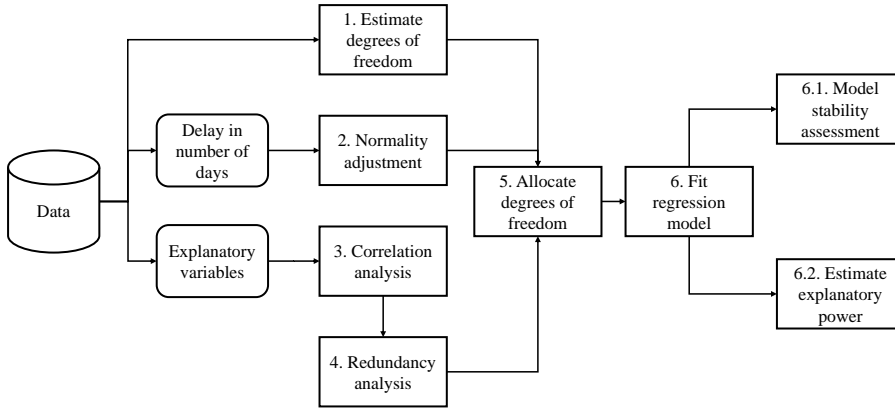 1. Estimate
degrees of
freedom
Delay in
number of
days
2. Normality
adjustment
Data
Explanatory
variables
3. Correlation
analysis
4. Redundancy
analysis
5. Allocate
degrees of
freedom
6. Fit
regression
model
6.1. Model
stability
assessment
6.2. Estimate
explanatory
power